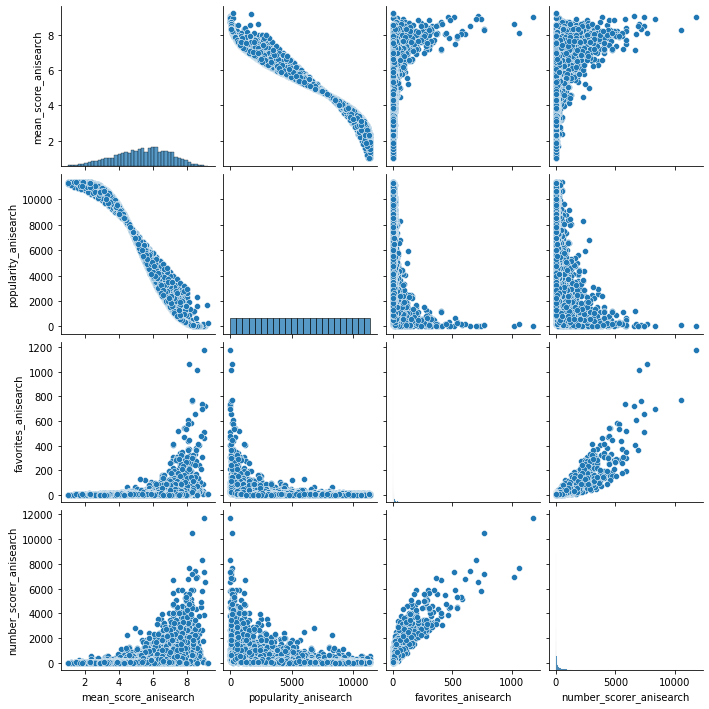 mean_score_anisearch
8
6
4
2
popularity_anisearch
10000
8000
6000
4000
2000
0
favorites_anisearch
1200
1000
800
600
400
200
0
number_scorer_anisearch
12000
10000
8000
6000
4000
2000
0
2 4 6 8
0 10000
0 500 1000
0 5000 10000
mean_score_anisearch
popularity_anisearch
favorites_anisearch
number_scorer_anisearch